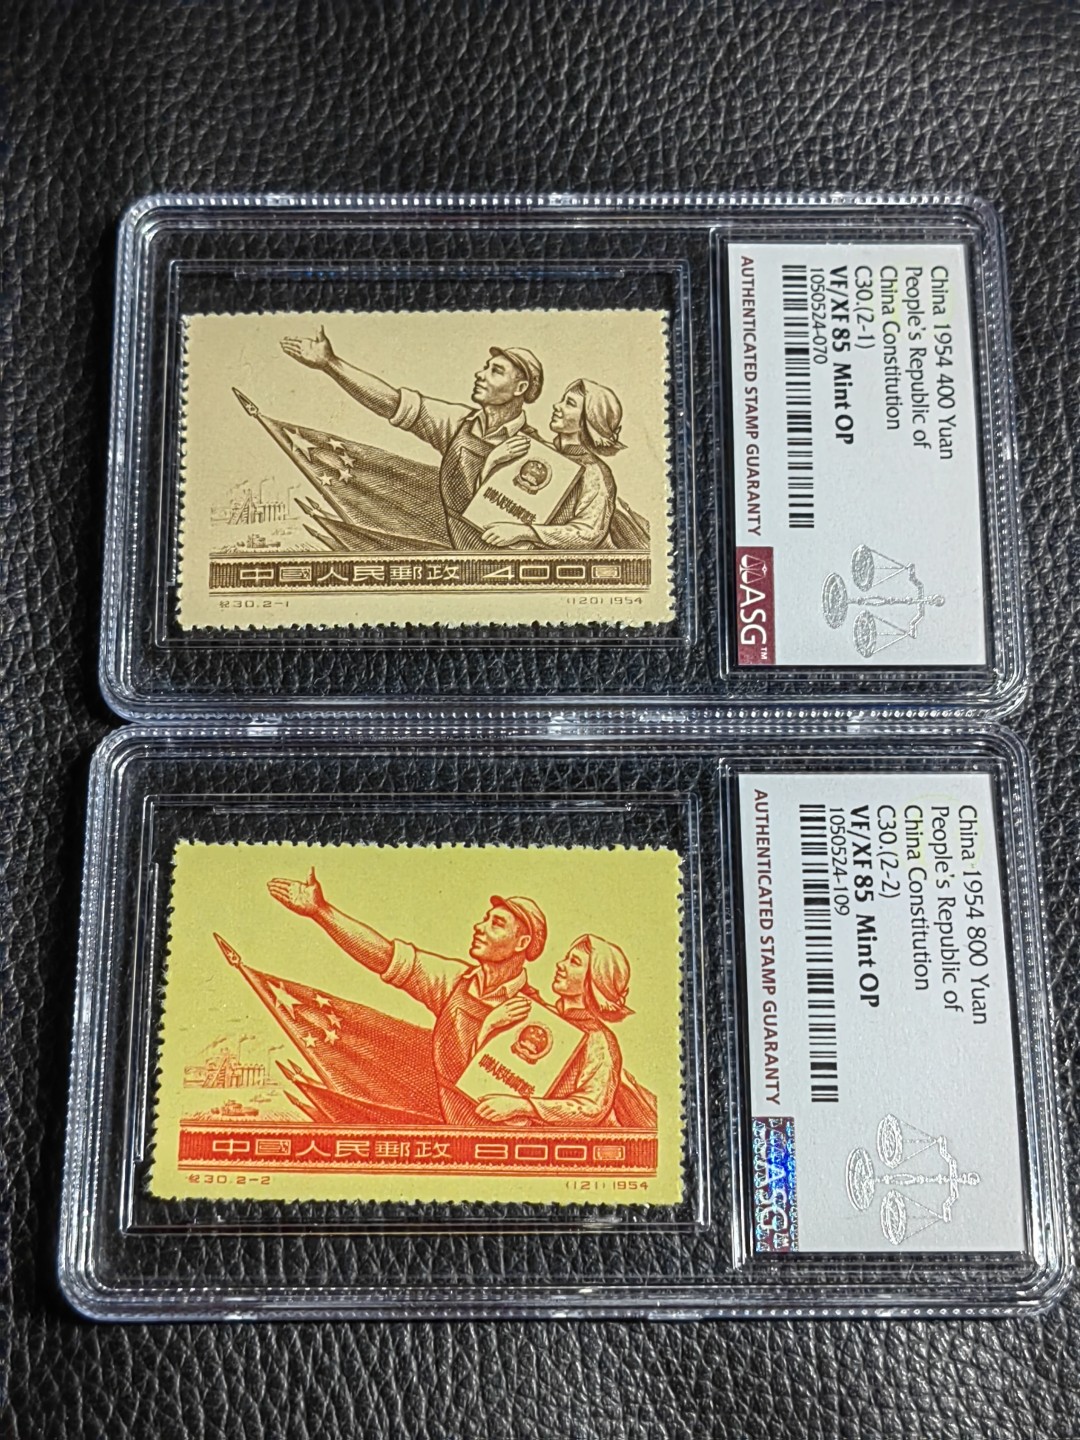 中國人民郵政 400圓
紀30.2-1
(120) 1954
China 1954 400 Yuan
People's Republic of
China Constitution
C30.(2-1)
VF/XF 85 Mint OP
1050524-070
AUTHENTICATED STAMP GUARANTY
ASG™
中國人民郵政 800圓
紀30.2-2
(121) 1954
China 1954 800 Yuan
People's Republic of
China Constitution
C30.(2-2)
VF/XF 85 Mint OP
1050524-109
AUTHENTICATED STAMP GUARANTY
ASG™